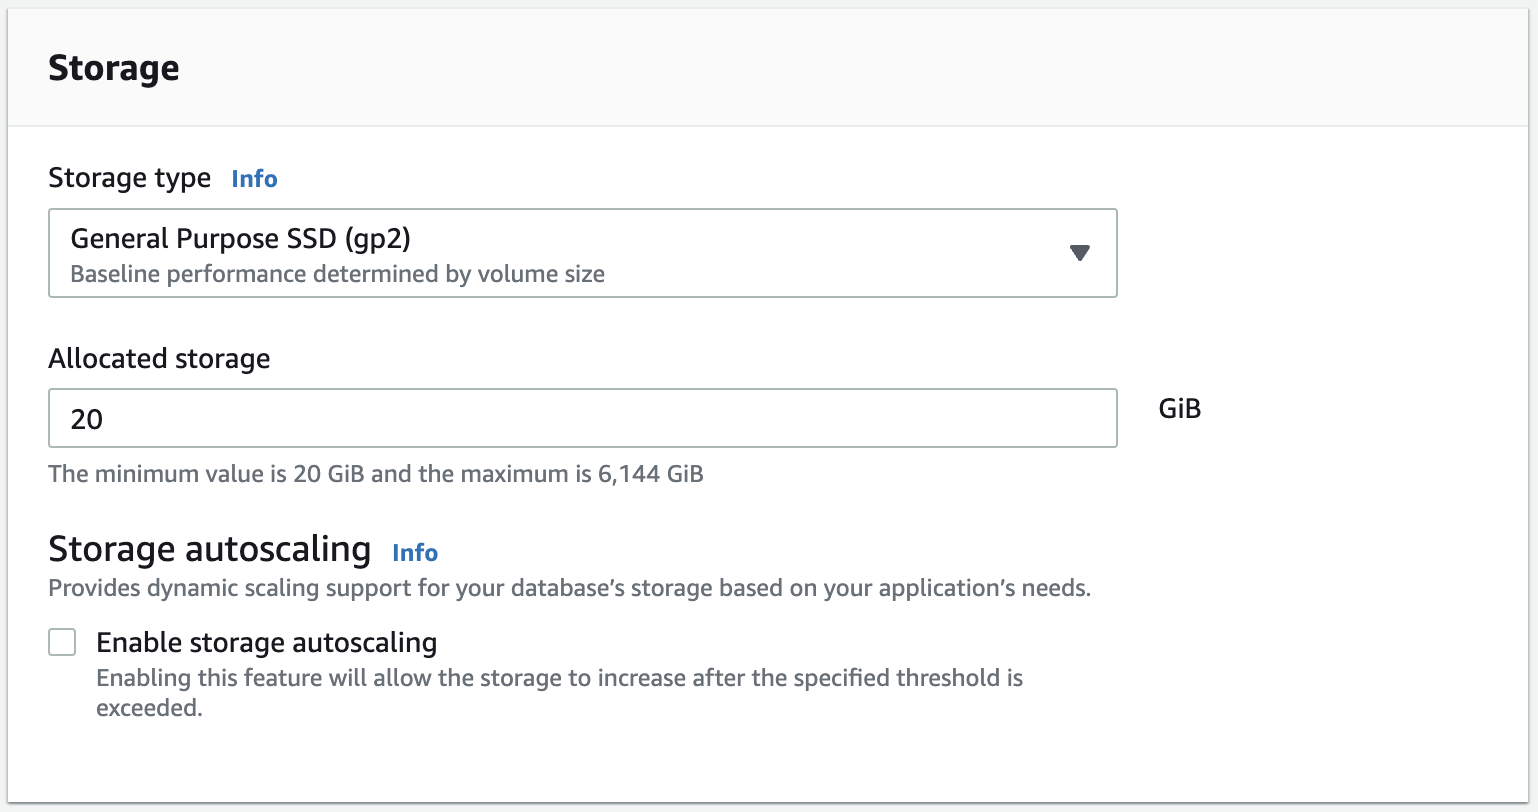 Storage
Storage type Info
General Purpose SSD (gp2)
Baseline performance determined by volume size
Allocated storage
20
GiB
The minimum value is 20 GiB and the maximum is 6,144 GiB
Storage autoscaling Info
Provides dynamic scaling support for your database’s storage based on your application’s needs.
Enable storage autoscaling
Enabling this feature will allow the storage to increase after the specified threshold is
exceeded.